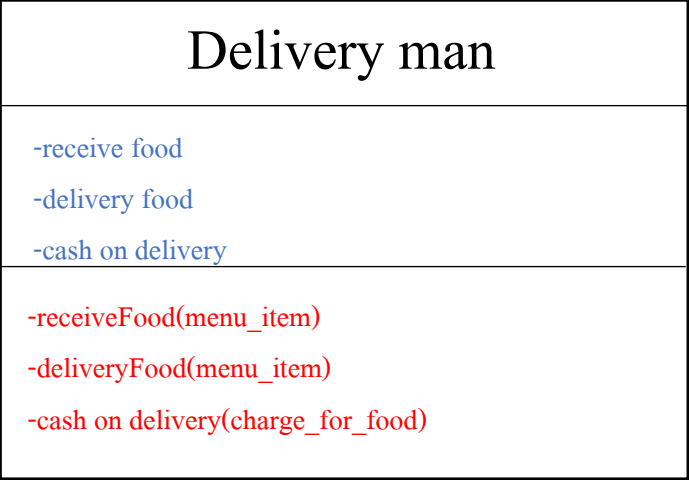 Delivery man
-receive food
-delivery food
-cash on delivery
-receiveFood(menu_item)
-deliveryFood(menu_item)
-cash on delivery(charge_for_food)